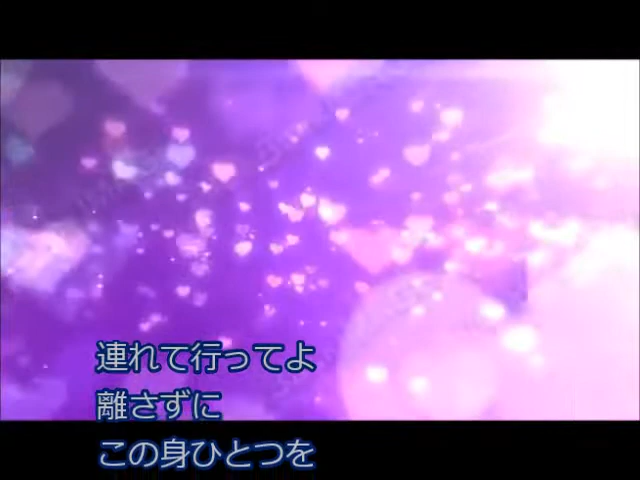 連れて行ってよ
離さずに
この身ひとつを